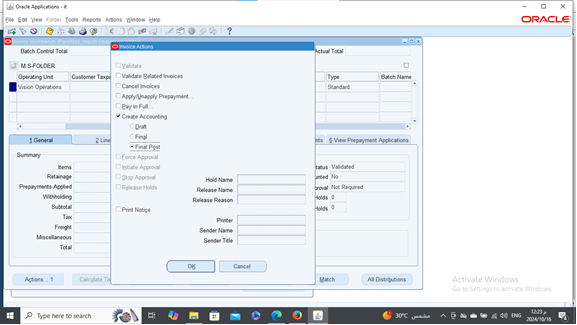 Oracle Applications - it
File Edit View Folder Tools Reports Actions Window Help
ORACLE
Batch Control Total
Actual Total
M.S-FOLDER
Operating Unit
Customer Taxpa
Type
Batch Name
Vision Operations
Standard
1 General
2 Line
8 View Prepayment Applications
Summary
Items
Retainage
Prepayments Applied
Withholding
Subtotal
Tax
Freight
Miscellaneous
Total
Status Validated
unted No
roval Not Required
Holds 0
Holds 0
Actions... 1
Calculate Ta
Match
All Distributions
Invoice Actions
Validate
Validate Related Invoices
Cancel Invoices
Apply/Unapply Prepayment...
Pay in Full...
Create Accounting
Draft
Final
Final Post
Force Approval
Initiate Approval
Stop Approval
Release Holds
Print Notice
Hold Name
Release Name
Release Reason
Printer
Sender Name
Sender Title
OK
Cancel
Activate Windows
Go to Settings to activate Windows.
Type here to search
30°C مشمس
ENG
12:23 م
2024/10/16